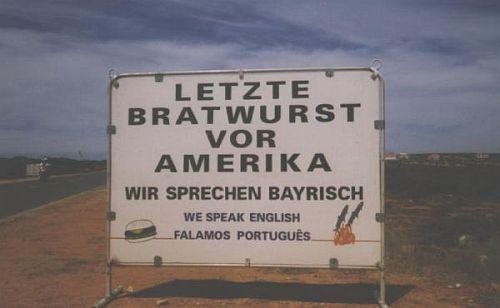 LETZTE
BRATWURST
VOR
AMERIKA
WIR SPRECHEN BAYRISCH
WE SPEAK ENGLISH
FALAMOS PORTUGUÊS